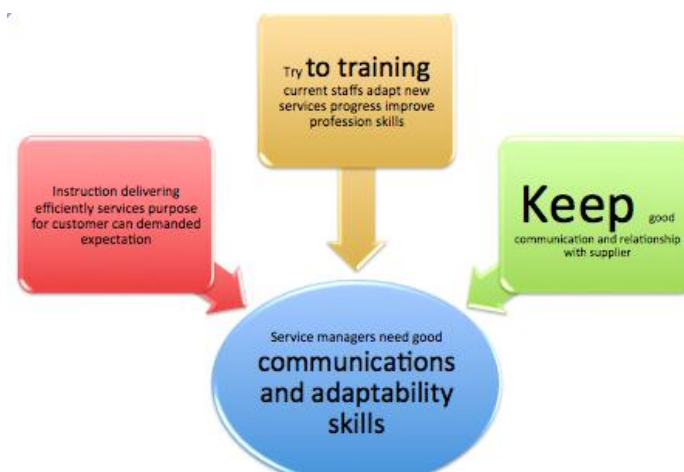 Try to training
current staffs adapt new
services progress improve
profession skills
Instruction delivering
efficiently services purpose
for customer can demanded
expectation
Keep good
communication and relationship
with supplier
Service managers need good
communications
and adaptability
skills